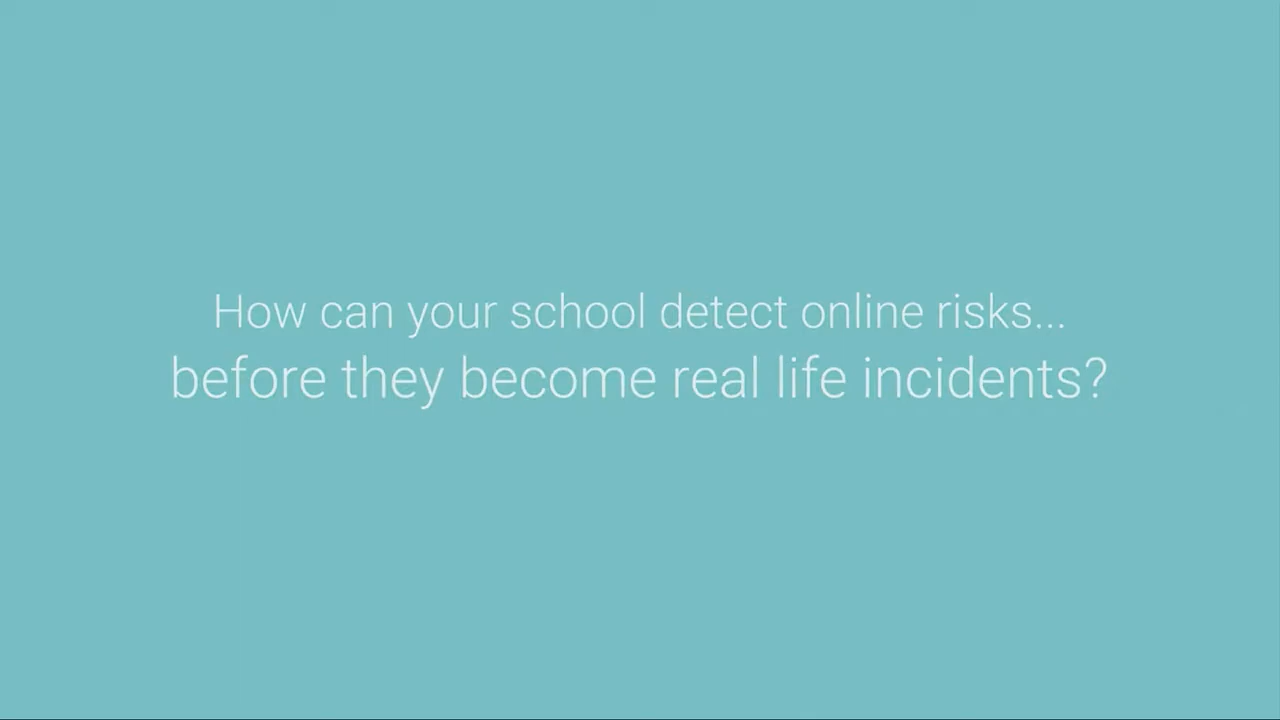 How can your school detect online risks...
before they become real life incidents?